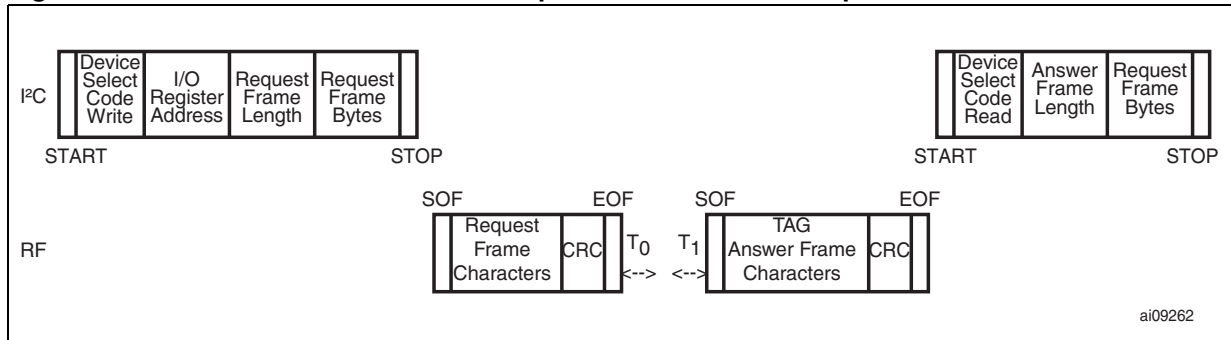 I²C
Device
Select
Code
Write
I/O
Register
Address
Request
Frame
Length
Request
Frame
Bytes
Device
Select
Code
Read
Answer
Frame
Length
Request
Frame
Bytes
START
STOP
START
STOP
SOF
EOF
SOF
EOF
RF
Request
Frame
Characters
CRC
T0
<-->
T1
<-->
TAG
Answer Frame
Characters
CRC
ai09262